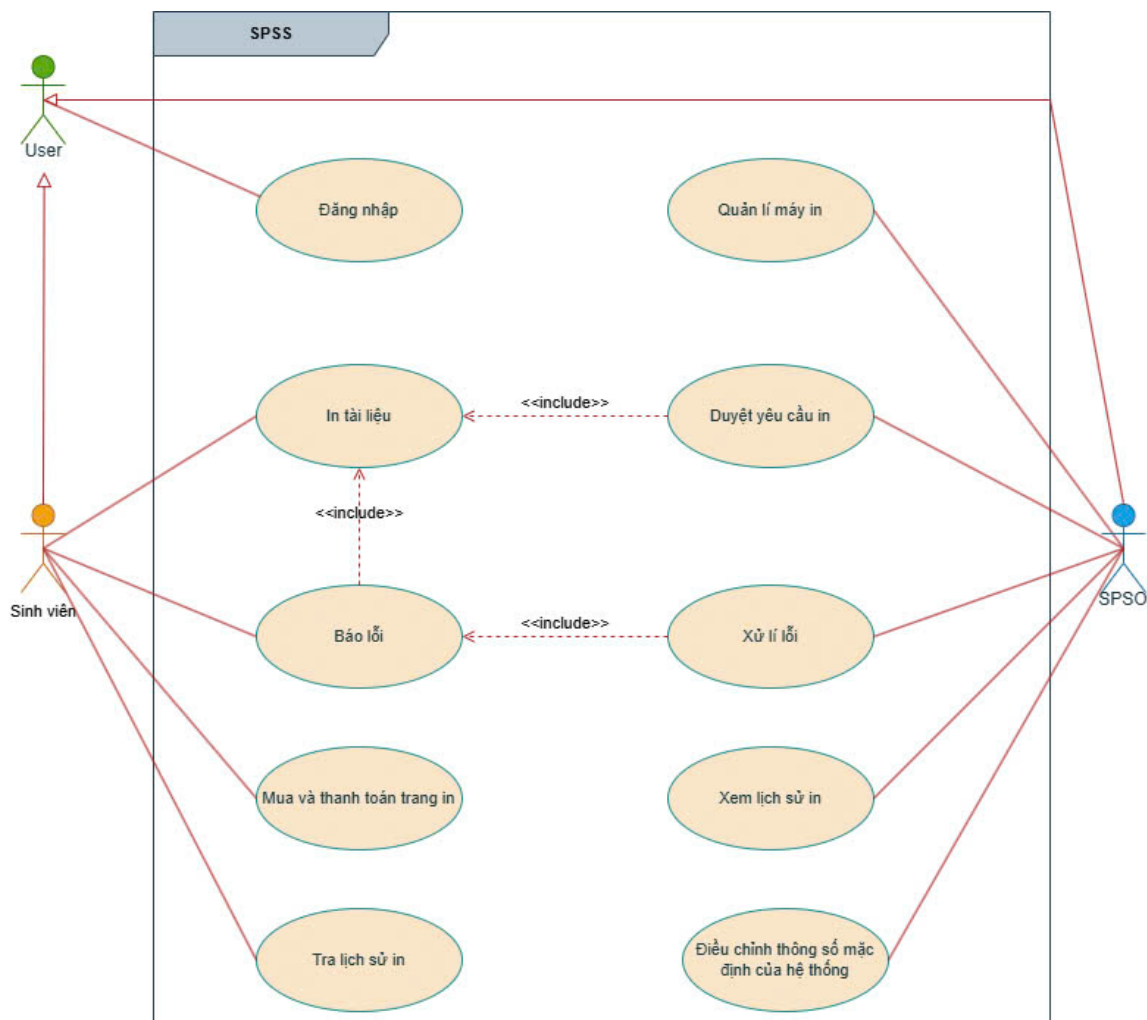 SPSS
User
Đăng nhập
Quản lí máy in
In tài liệu
<<include>>
Duyệt yêu cầu in
<<include>>
Sinh viên
SPSO
Báo lỗi
<<include>>
Xử lí lỗi
Mua và thanh toán trang in
Xem lịch sử in
Tra lịch sử in
Điều chỉnh thông số mặc
định của hệ thống